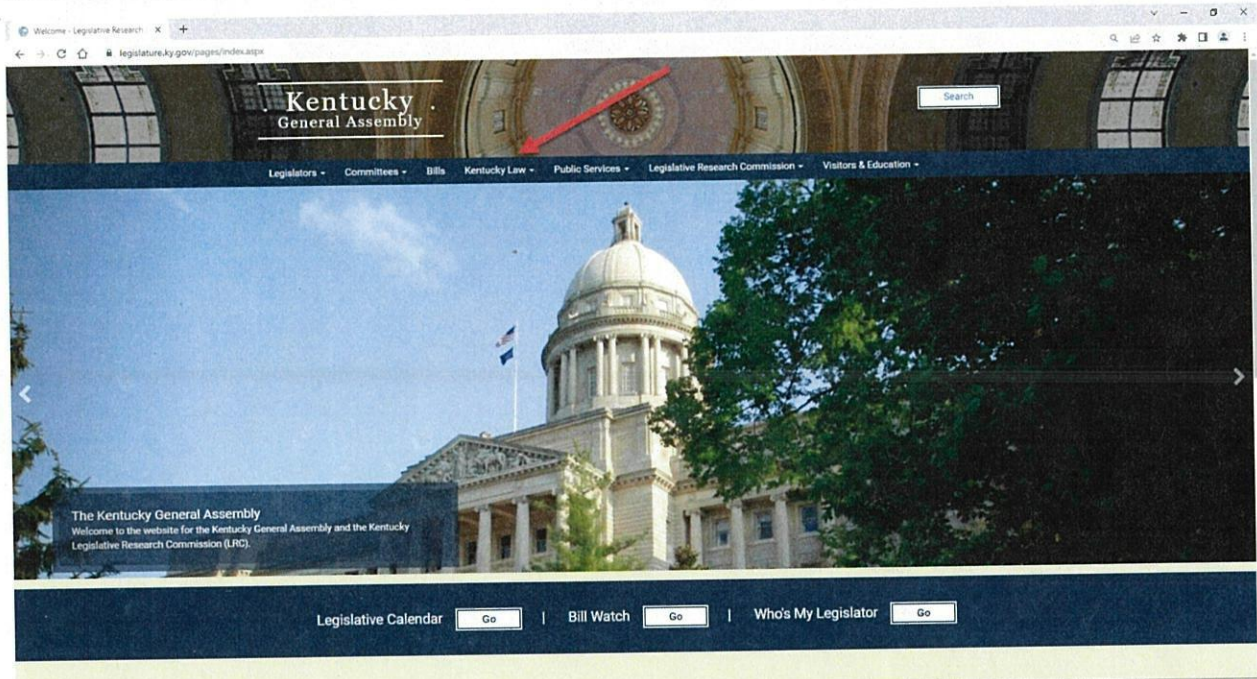 Welcome - Legislative Research
legislature.ky.gov/pages/index.aspx
Kentucky
General Assembly
Search
Legislators
Committees
Bills
Kentucky Law
Public Services
Legislative Research Commission
Visitors & Education
The Kentucky General Assembly
Welcome to the website for the Kentucky General Assembly and the Kentucky
Legislative Research Commission (LRC).
Legislative Calendar Go | Bill Watch Go | Who's My Legislator Go